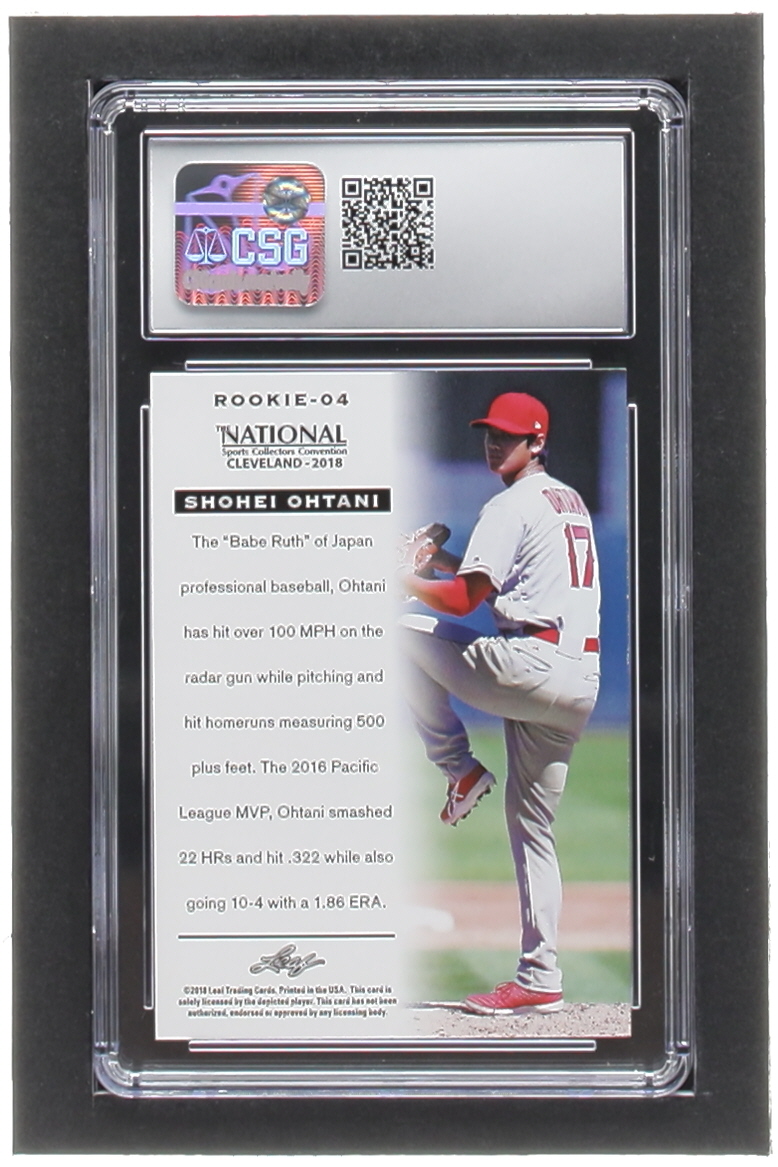 CSG
ROOKIE-04
THE NATIONAL
Sports Collectors Convention
CLEVELAND - 2018
SHOHEI OHTANI
The "Babe Ruth" of Japan
professional baseball, Ohtani
has hit over 100 MPH on the
radar gun while pitching and
hit homeruns measuring 500
plus feet. The 2016 Pacific
League MVP, Ohtani smashed
22 HRs and hit .322 while also
going 10-4 with a 1.86 ERA.
OHTANI
17
Leaf
©2018 Leaf Trading Cards. Printed in the USA. This card is
solely licensed by the depicted player. This card has not been
authorized, endorsed or approved by any licensing body.